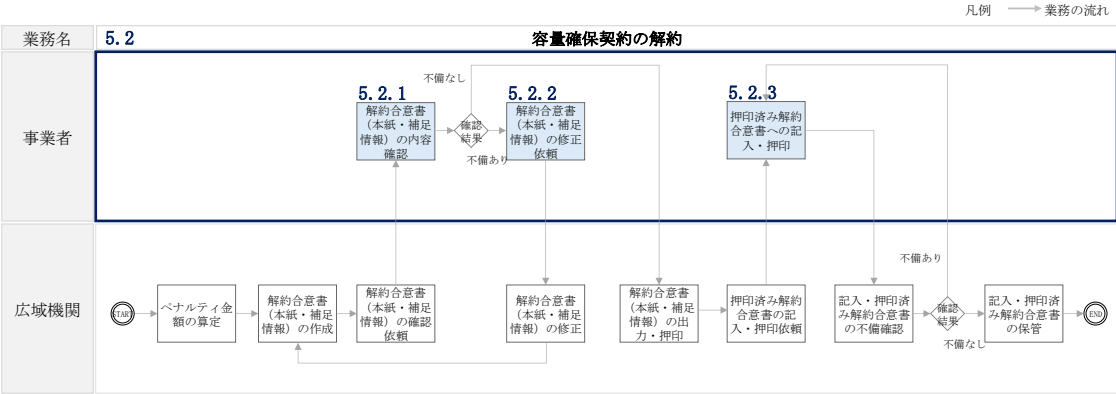 凡例 業務の流れ
業務名 5.2 容量確保契約の解約
事業者
不備なし
5.2.1
解約合意書
（本紙・補足
情報）の内容
確認
確認
結果
不備あり
5.2.2
解約合意書
（本紙・補足
情報）の修正
依頼
5.2.3
押印済み解約
合意書への記
入・押印
広域機関
START
ペナルティ金
額の算定
解約合意書
（本紙・補足
情報）の作成
解約合意書
（本紙・補足
情報）の確認
依頼
解約合意書
（本紙・補足
情報）の修正
解約合意書
（本紙・補足
情報）の出
力・押印
押印済み解約
合意書の記
入・押印依頼
記入・押印済
み解約合意書
の不備確認
不備あり
確認
結果
不備なし
記入・押印済
み解約合意書
の保管
END